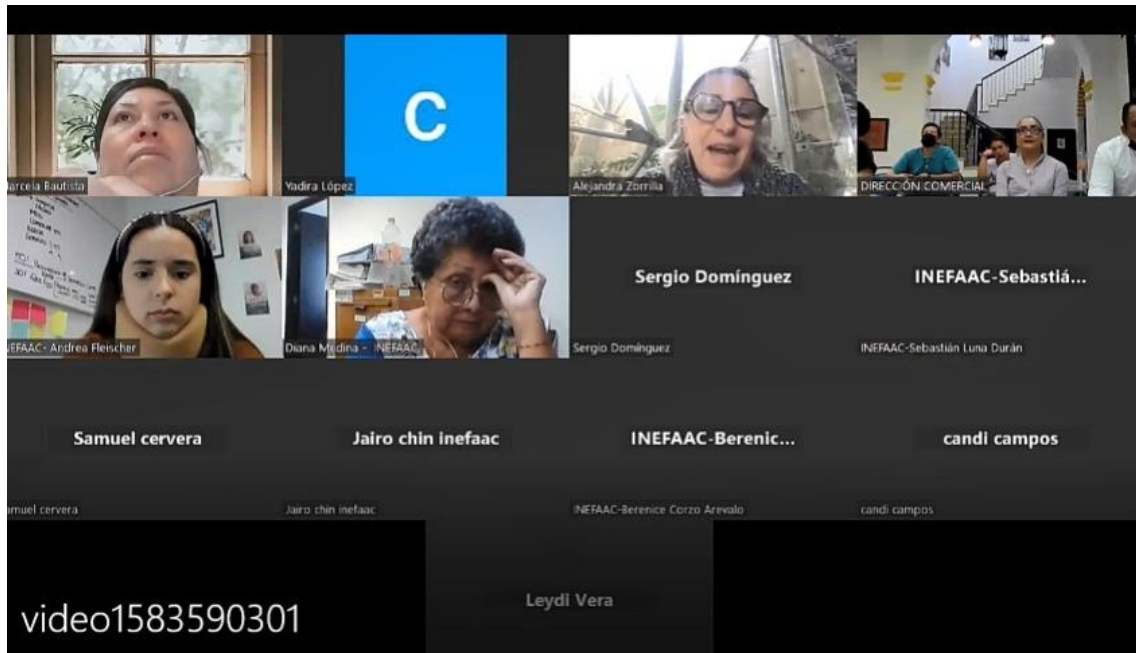 C
arcela Bautista
Yadira López
Alejandra Zorrilla
DIRECCIÓN COMERCIAL
NEFAAC- Andrea Fleischer
Diana Medina - INEFAAC
Sergio Domínguez
Sergio Domínguez
INEFAAC-Sebastiá...
INEFAAC-Sebastián Luna Durán
Samuel cervera
Jairo chin inefaac
INEFAAC-Berenic...
candi campos
amuel cervera
Jairo chin inefaac
INEFAAC-Berenice Corzo Arevalo
candi campos
Leydi Vera
video1583590301